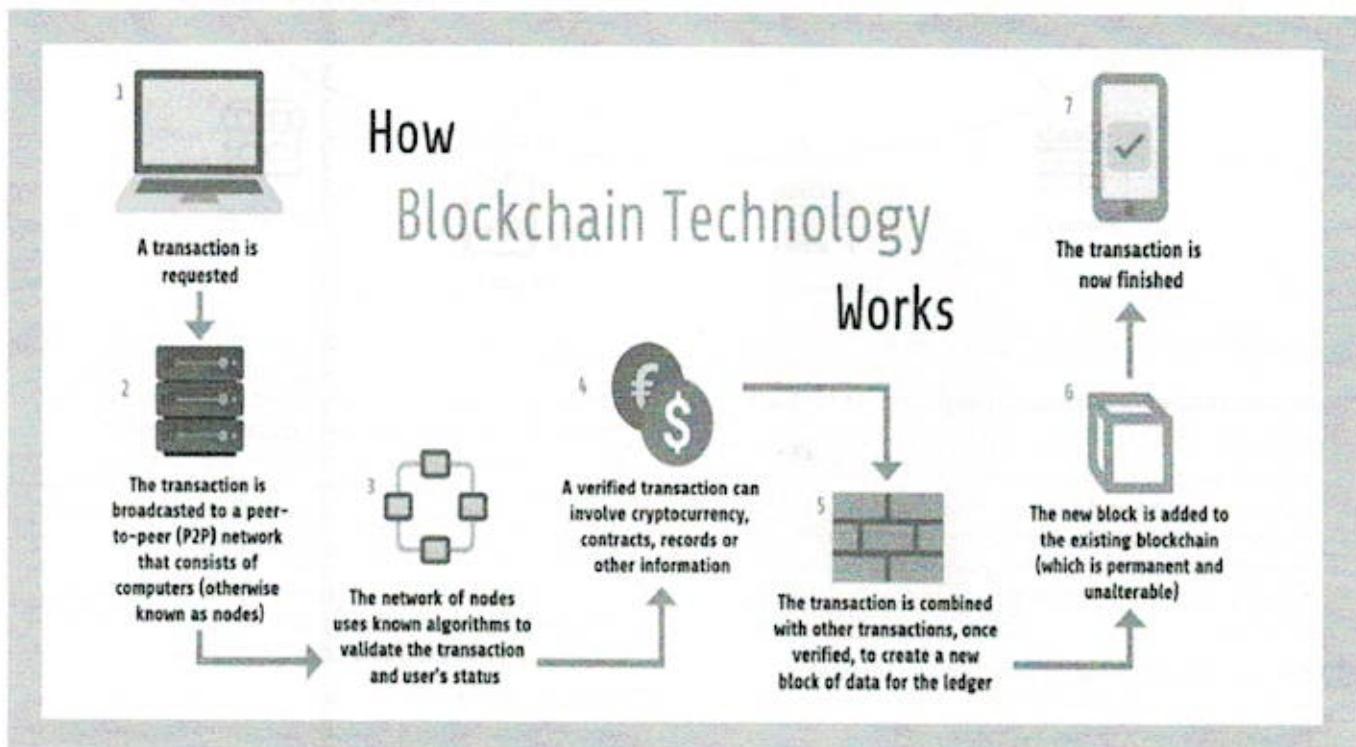 How
Blockchain Technology
Works
1
A transaction is
requested
2
The transaction is
broadcasted to a peer-
to-peer (P2P) network
that consists of
computers (otherwise
known as nodes)
3
The network of nodes
uses known algorithms to
validate the transaction
and user's status
4
₤
$
A verified transaction can
involve cryptocurrency,
contracts, records or
other information
5
The transaction is combined
with other transactions, once
verified, to create a new
block of data for the ledger
6
The new block is added to
the existing blockchain
(which is permanent and
unalterable)
7
The transaction is
now finished